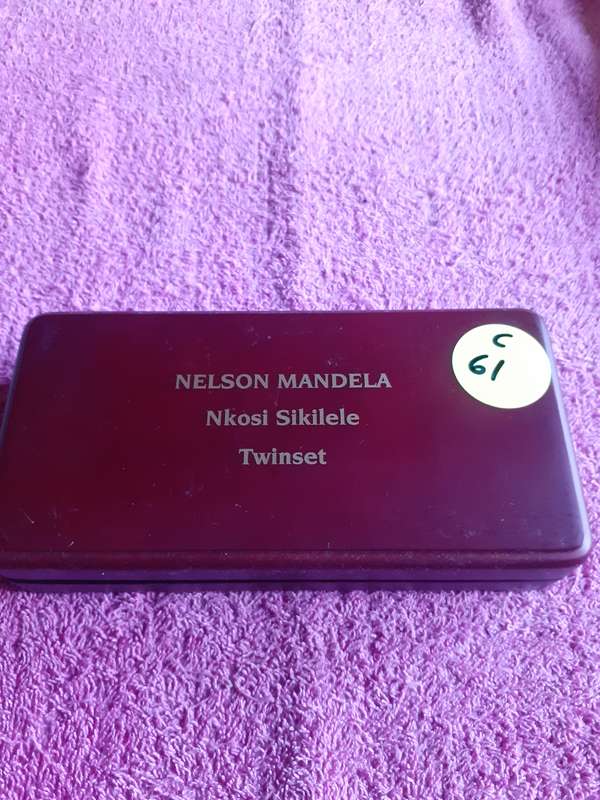 NELSON MANDELA
Nkosi Sikilele
Twinset
C
61